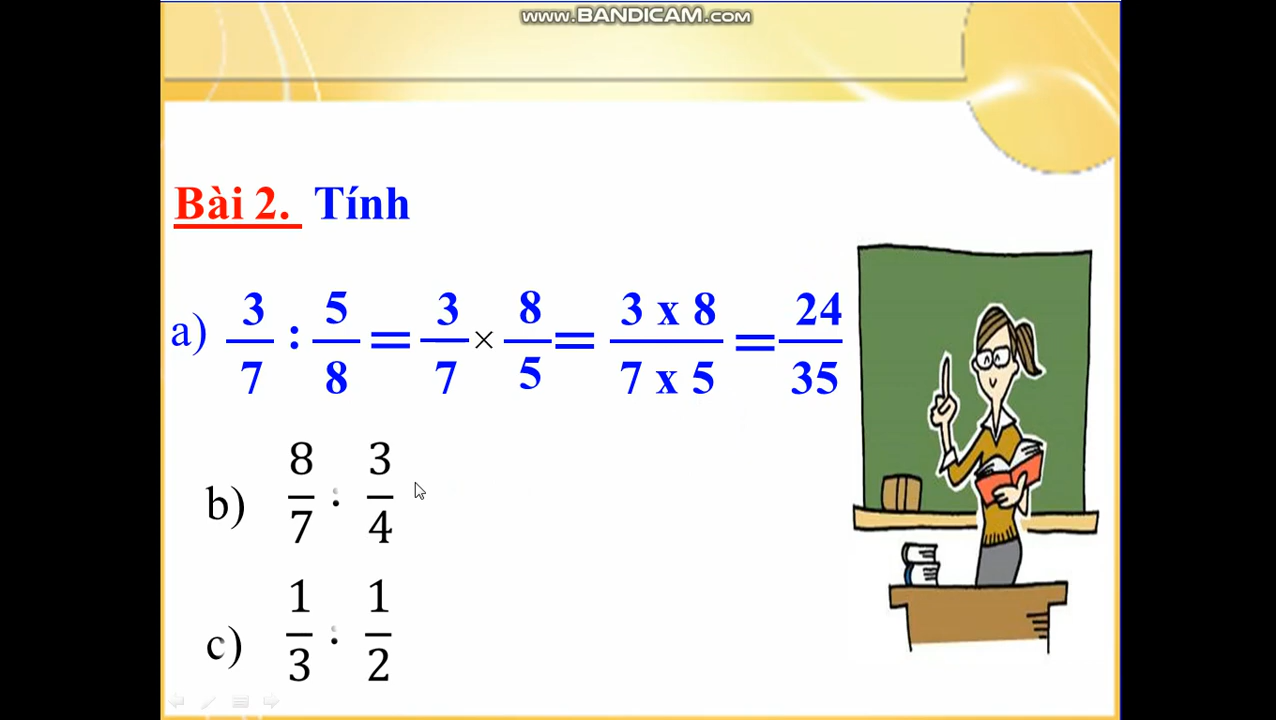 www.BANDICAM.com
Bài 2. Tính
a) 3/7 : 5/8 = 3/7 × 8/5 = 3 x 8/7 x 5 = 24/35
b) 8/7 : 3/4
c) 1/3 : 1/2